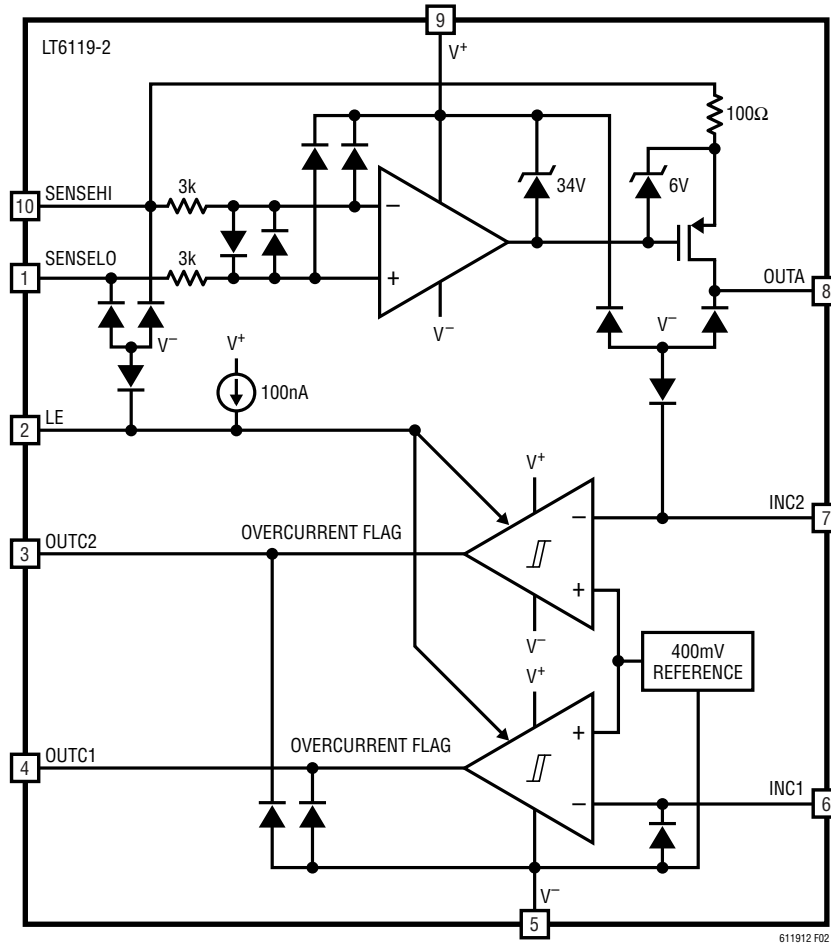 9
LT6119-2
V+
100Ω
3k
34V
6V
10 SENSEHI
−
3k
1 SENSELO
+
OUTA
8
V−
V−
V−
V+
100nA
2 LE
V+
−
INC2
7
OVERCURRENT FLAG
3 OUTC2
+
V−
400mV
REFERENCE
V+
+
OVERCURRENT FLAG
4 OUTC1
−
INC1
6
V−
5
611912 F02